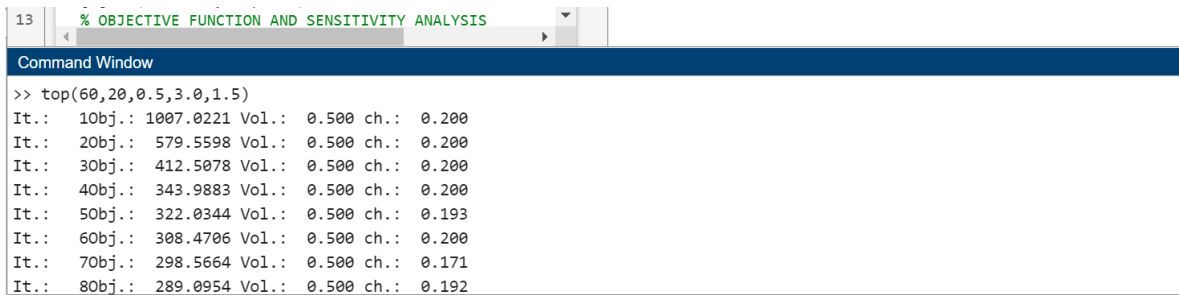 13 % OBJECTIVE FUNCTION AND SENSITIVITY ANALYSIS
Command Window
>> top(60,20,0.5,3.0,1.5)
It.:   1Obj.: 1007.0221 Vol.:  0.500 ch.:  0.200
It.:   2Obj.:  579.5598 Vol.:  0.500 ch.:  0.200
It.:   3Obj.:  412.5078 Vol.:  0.500 ch.:  0.200
It.:   4Obj.:  343.9883 Vol.:  0.500 ch.:  0.200
It.:   5Obj.:  322.0344 Vol.:  0.500 ch.:  0.193
It.:   6Obj.:  308.4706 Vol.:  0.500 ch.:  0.200
It.:   7Obj.:  298.5664 Vol.:  0.500 ch.:  0.171
It.:   8Obj.:  289.0954 Vol.:  0.500 ch.:  0.192